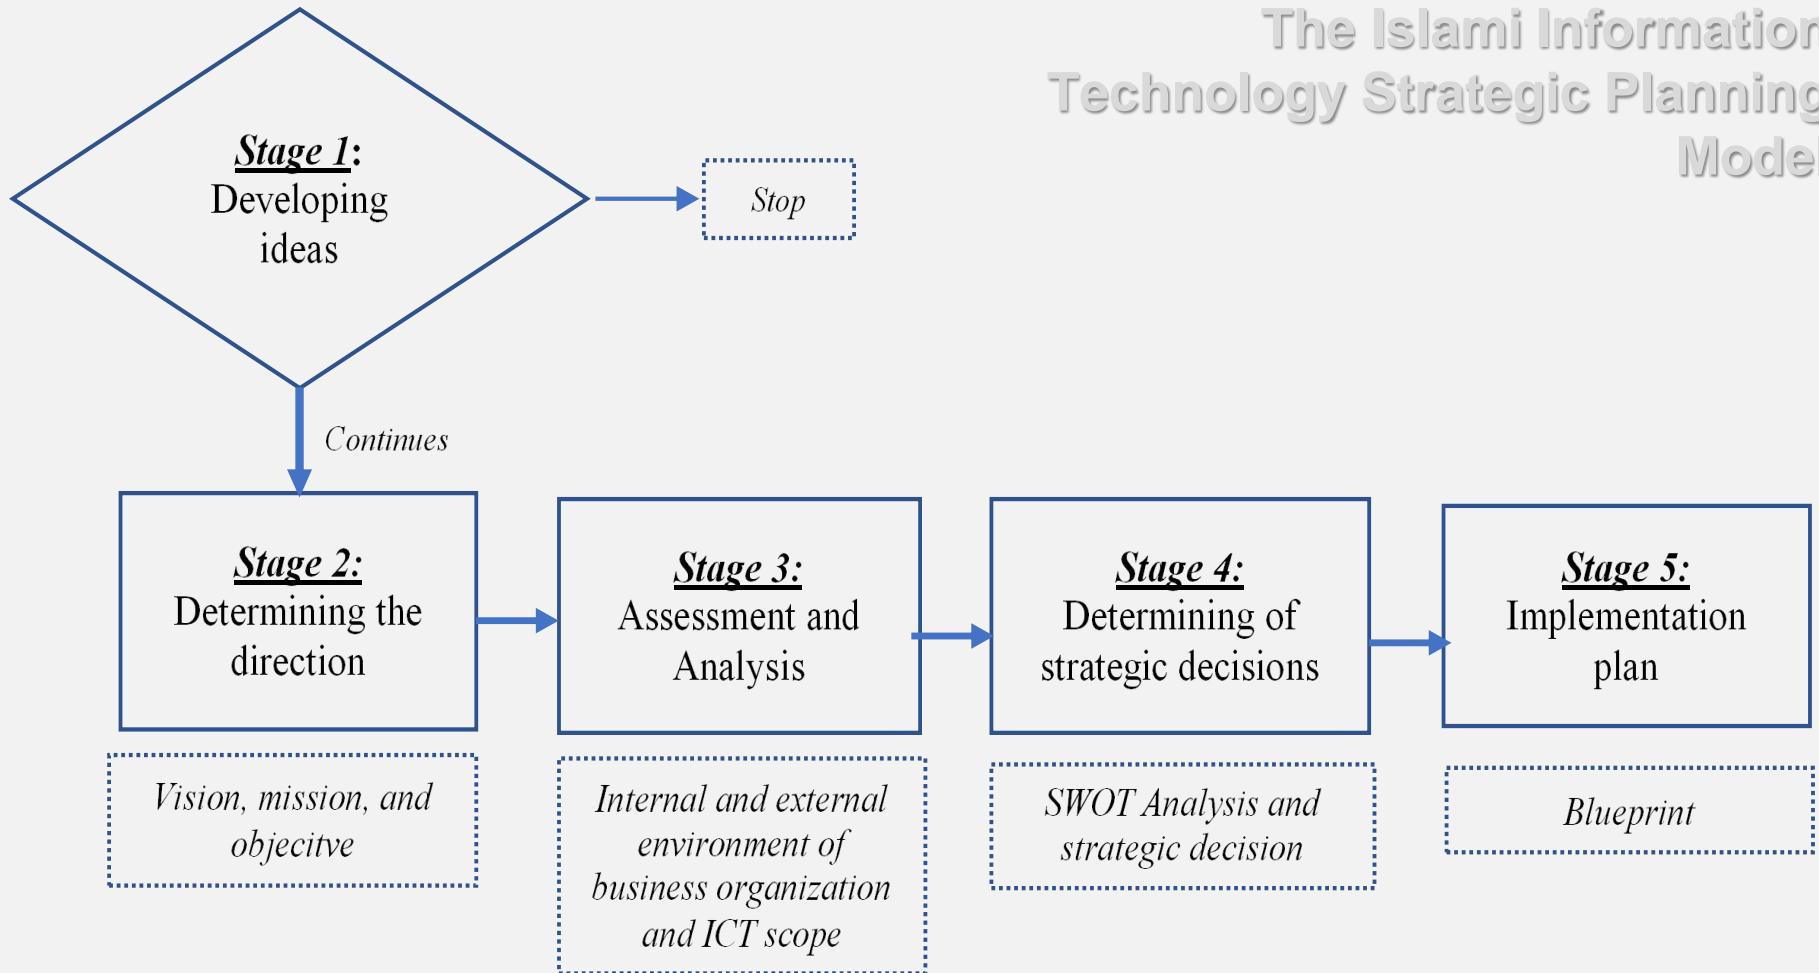 The Islami Information
Technology Strategic Planning
Model
Stage 1:
Developing
ideas
Stop
Continues
Stage 2:
Determining the
direction
Stage 3:
Assessment and
Analysis
Stage 4:
Determining of
strategic decisions
Stage 5:
Implementation
plan
Vision, mission, and
objecitve
Internal and external
environment of
business organization
and ICT scope
SWOT Analysis and
strategic decision
Blueprint